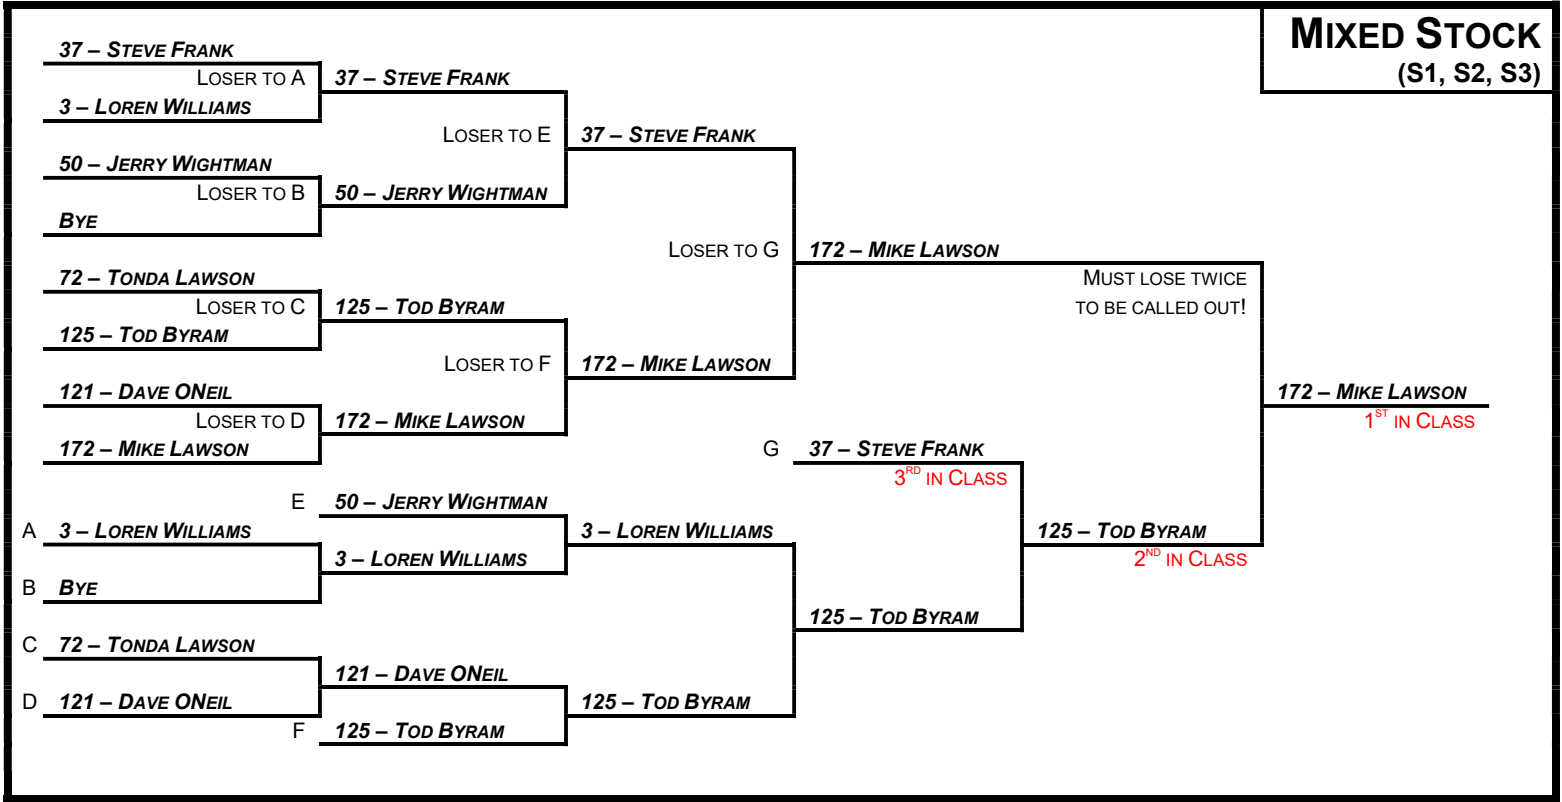 MIXED STOCK
(S1, S2, S3)
37 – STEVE FRANK
LOSER TO A
37 – STEVE FRANK
3 – LOREN WILLIAMS
LOSER TO E
37 – STEVE FRANK
50 – JERRY WIGHTMAN
LOSER TO B
50 – JERRY WIGHTMAN
BYE
LOSER TO G
172 – MIKE LAWSON
72 – TONDA LAWSON
MUST LOSE TWICE
LOSER TO C
125 – TOD BYRAM
TO BE CALLED OUT!
125 – TOD BYRAM
LOSER TO F
172 – MIKE LAWSON
121 – DAVE ONEIL
172 – MIKE LAWSON
LOSER TO D
172 – MIKE LAWSON
1ST IN CLASS
172 – MIKE LAWSON
G 37 – STEVE FRANK
3RD IN CLASS
E 50 – JERRY WIGHTMAN
A 3 – LOREN WILLIAMS
3 – LOREN WILLIAMS
125 – TOD BYRAM
3 – LOREN WILLIAMS
2ND IN CLASS
B BYE
125 – TOD BYRAM
C 72 – TONDA LAWSON
121 – DAVE ONEIL
D 121 – DAVE ONEIL
125 – TOD BYRAM
F 125 – TOD BYRAM